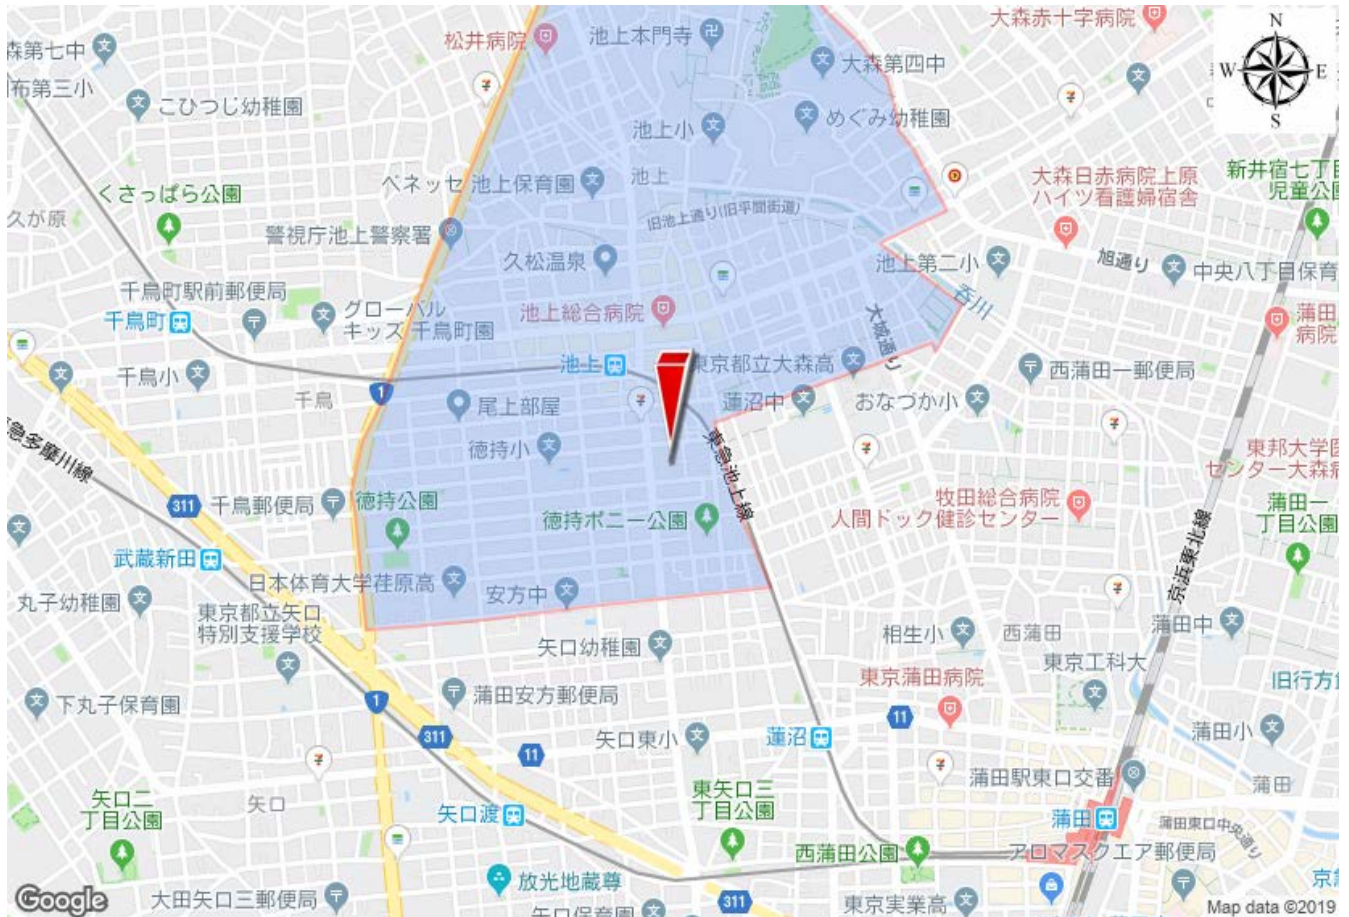 大森赤十字病院
N
松井病院
池上本門寺
森第七中
大森第四中
W
E
布第三小
こひつじ幼稚園
めぐみ幼稚園
S
池上小
ベネッセ 池上保育園
池上
大森日赤病院上原
ハイツ看護婦宿舎
新井宿七丁目
児童公園
くさっぱら公園
久が原
旧池上通り(旧平間街道)
警視庁池上警察署
久松温泉
池上第二小
旭通り
中央八丁目保育
呑川
千鳥町駅前郵便局
グローバル
キッズ 千鳥町園
池上総合病院
大城通り
蒲田
病院
千鳥町
池上
東京都立大森高
西蒲田一郵便局
千鳥小
1
千鳥
尾上部屋
蓮沼中
おなづか小
急多摩川線
徳持小
東急池上線
東邦大学医
センター大森病
311
千鳥郵便局
徳持公園
徳持ポニー公園
牧田総合病院
人間ドック健診センター
蒲田一
丁目公園
京浜東北線
武蔵新田
日本体育大学荏原高
安方中
丸子幼稚園
東京都立矢口
特別支援学校
矢口幼稚園
相生小
西蒲田
蒲田中
東京工科大
下丸子保育園
1
蒲田安方郵便局
東京蒲田病院
旧行方
311
11
矢口東小
蓮沼
11
蒲田小
蒲田駅東口交番
蒲田
矢口二
丁目公園
矢口
矢口渡
東矢口三
丁目公園
蒲田
蒲田東口中央通り
西蒲田公園
アロマスクエア郵便局
放光地蔵尊
京急
Google
大田矢口三郵便局
矢口保育園
311
東京実業高
Map data ©2019